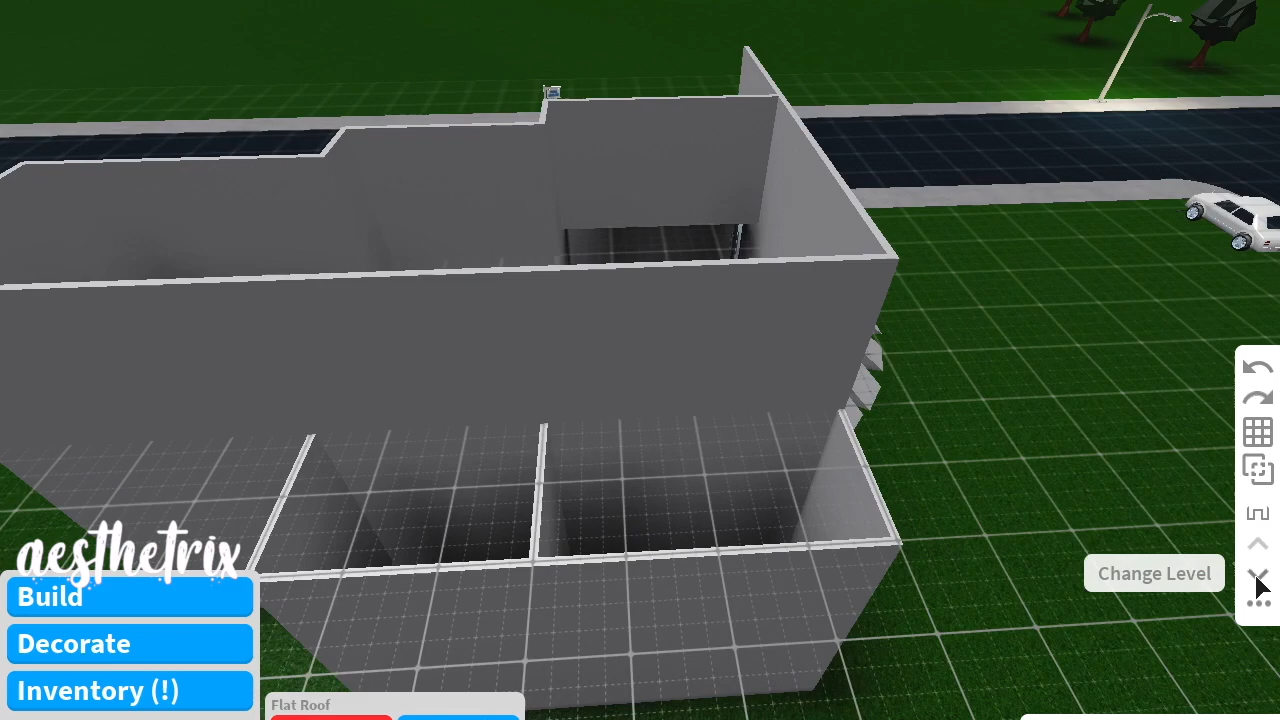 Change Level
aesthetrix
Build
Decorate
Inventory (!)
Flat Roof